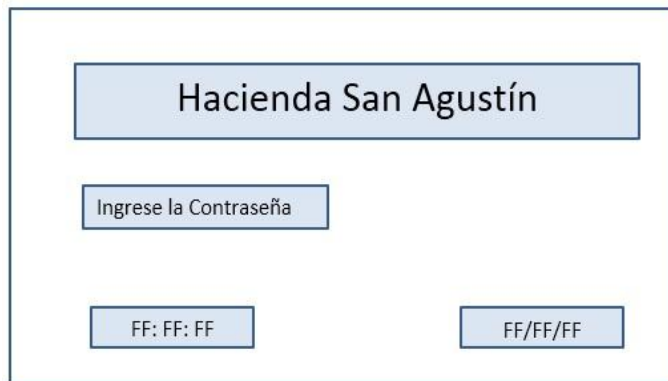 Hacienda San Agustín
Ingrese la Contraseña
FF: FF: FF
FF/FF/FF